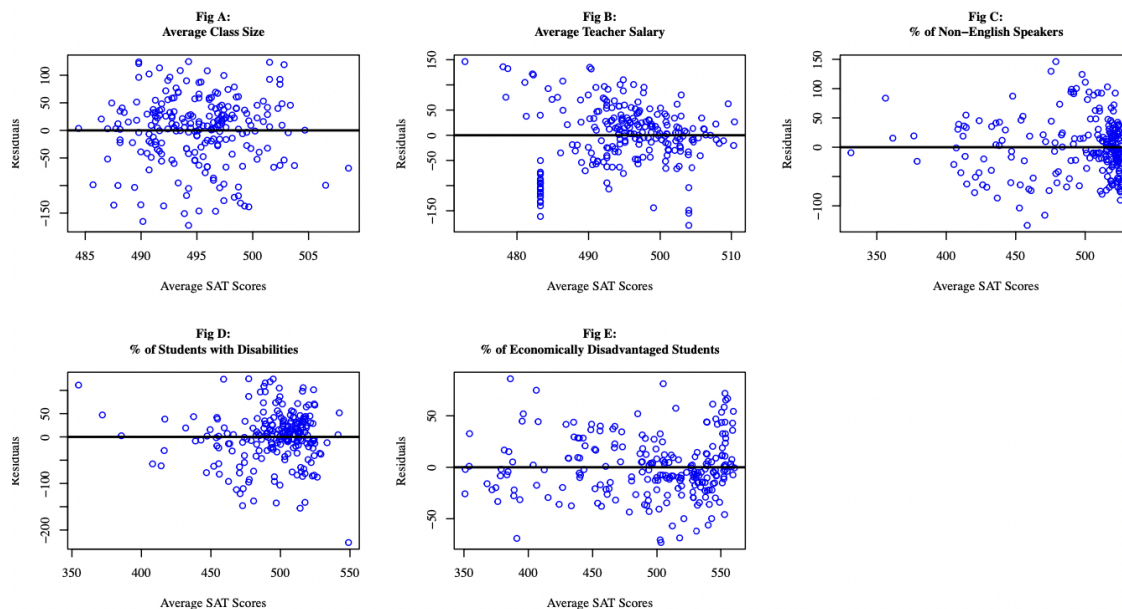 Fig A:
Average Class Size
Residuals
100
50
0
−50
−150
485
490
495
500
505
Average SAT Scores
Fig B:
Average Teacher Salary
Residuals
150
50
0
−50
−150
480
490
500
510
Average SAT Scores
Fig C:
% of Non−English Speakers
Residuals
150
100
50
0
−100
350
400
450
500
Average SAT Scores
Fig D:
% of Students with Disabilities
Residuals
50
0
−100
−200
350
400
450
500
550
Average SAT Scores
Fig E:
% of Economically Disadvantaged Students
Residuals
50
0
−50
350
400
450
500
550
Average SAT Scores